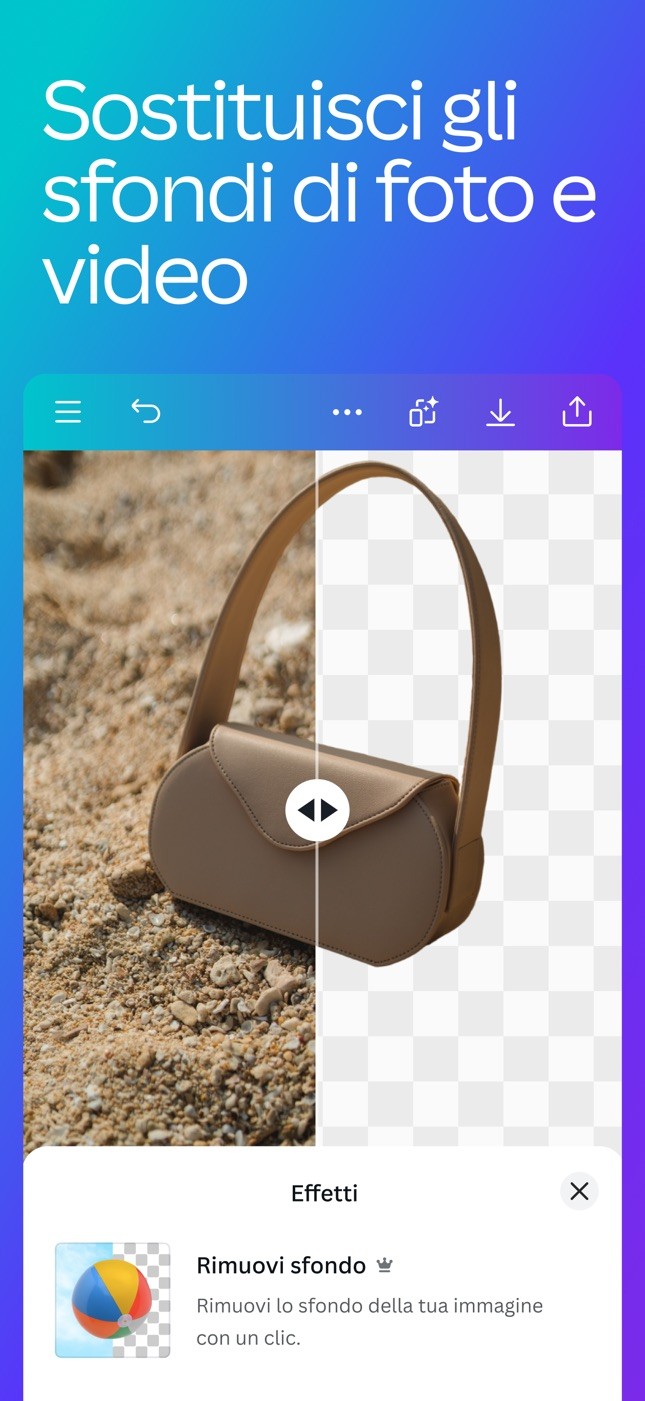 Sostituisci gli
sfondi di foto e
video
Effetti
Rimuovi sfondo
Rimuovi lo sfondo della tua immagine
con un clic.